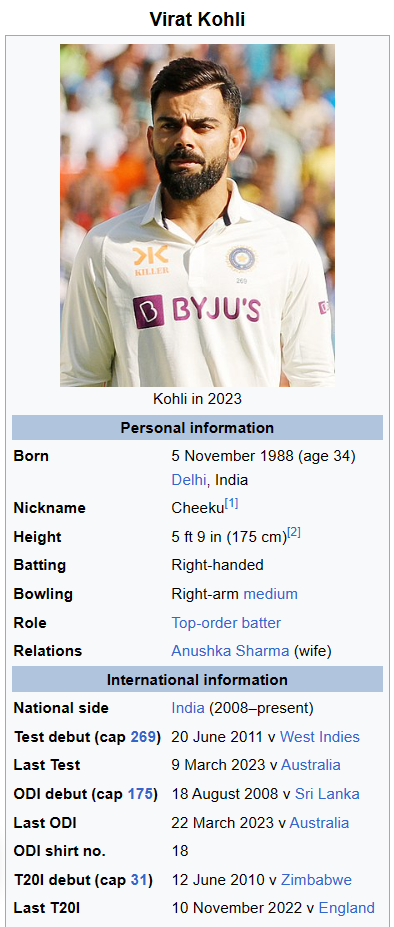 Virat Kohli
KILLER
269
BYJU'S
Kohli in 2023
Personal information
Born 5 November 1988 (age 34)
Delhi, India
Nickname Cheeku[1]
Height 5 ft 9 in (175 cm)[2]
Batting Right-handed
Bowling Right-arm medium
Role Top-order batter
Relations Anushka Sharma (wife)
International information
National side India (2008–present)
Test debut (cap 269) 20 June 2011 v West Indies
Last Test 9 March 2023 v Australia
ODI debut (cap 175) 18 August 2008 v Sri Lanka
Last ODI 22 March 2023 v Australia
ODI shirt no. 18
T20I debut (cap 31) 12 June 2010 v Zimbabwe
Last T20I 10 November 2022 v England